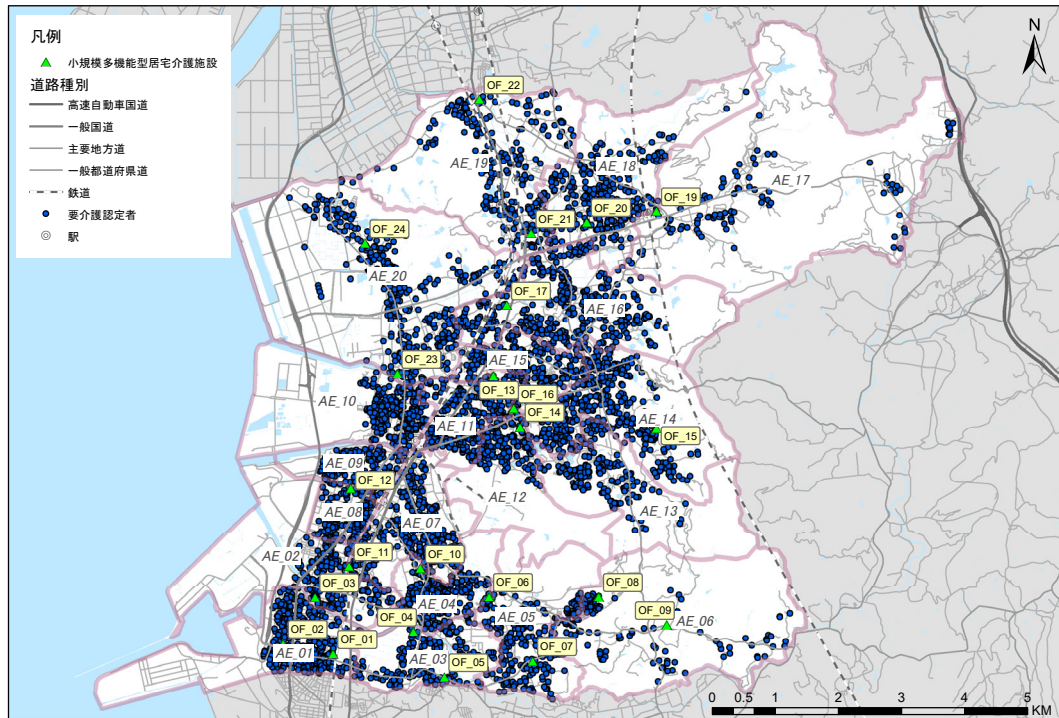 凡例
小規模多機能型居宅介護施設
道路種別
高速自動車国道
一般国道
主要地方道
一般都道府県道
鉄道
要介護認定者
駅
N
OF_22
AE_19
AE_18
AE_17
OF_19
OF_20
OF_21
OF_24
AE_20
OF_17
AE_16
AE_15
OF_23
OF_13
OF_16
AE_10
OF_14
AE_14
AE_11
OF_15
AE_09
OF_12
AE_12
AE_08
AE_13
AE_07
AE_02
OF_11
OF_10
OF_03
OF_06
OF_08
AE_04
OF_04
AE_05
OF_09
AE_06
OF_02
OF_01
AE_01
AE_03
OF_05
OF_07
0 0.5 1 2 3 4 5
KM